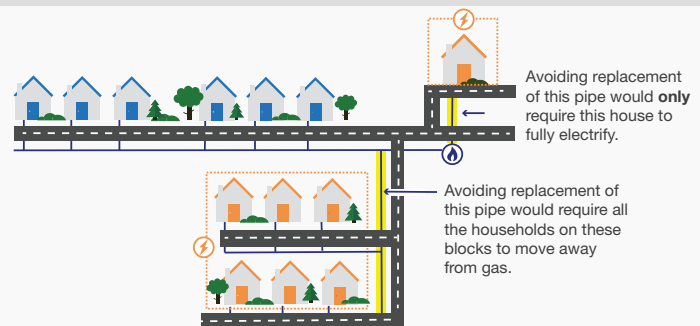 Avoiding replacement
of this pipe would only
require this house to
fully electrify.
Avoiding replacement of
this pipe would require all
the households on these
blocks to move away
from gas.